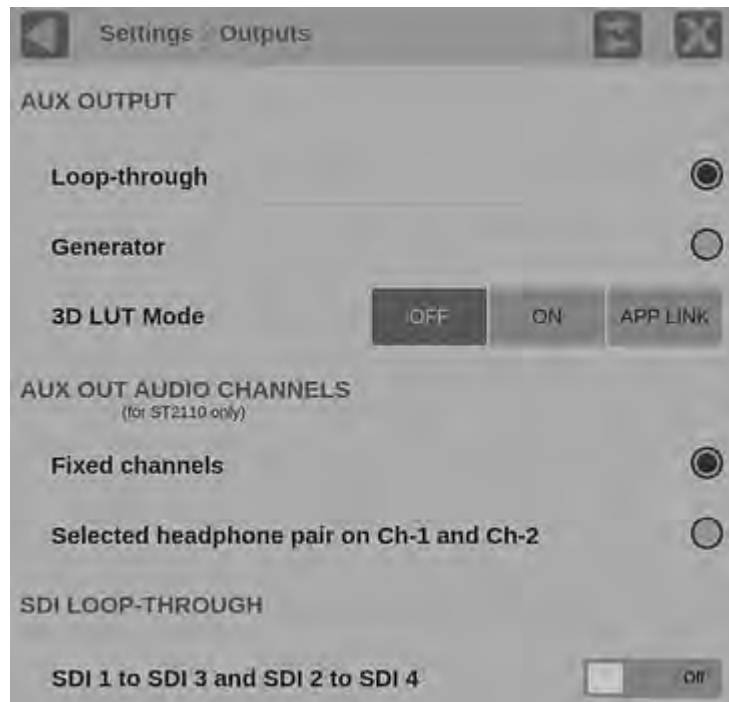 Settings Outputs
AUX OUTPUT
Loop-through
Generator
3D LUT Mode OFF ON APP LINK
AUX OUT AUDIO CHANNELS
(for ST2110 only)
Fixed channels
Selected headphone pair on Ch-1 and Ch-2
SDI LOOP-THROUGH
SDI 1 to SDI 3 and SDI 2 to SDI 4 Off